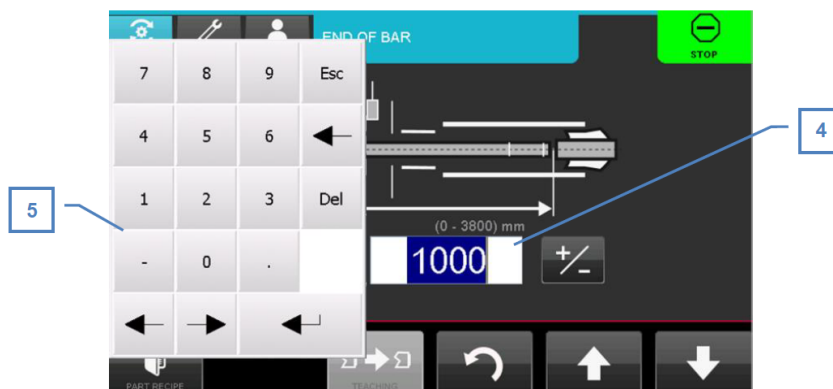 END OF BAR
STOP
7 8 9 Esc
4 5 6
1 2 3 Del
- 0 .
(0 - 3800) mm
1000
+/-
4
5
PART RECIPE
TEACHING